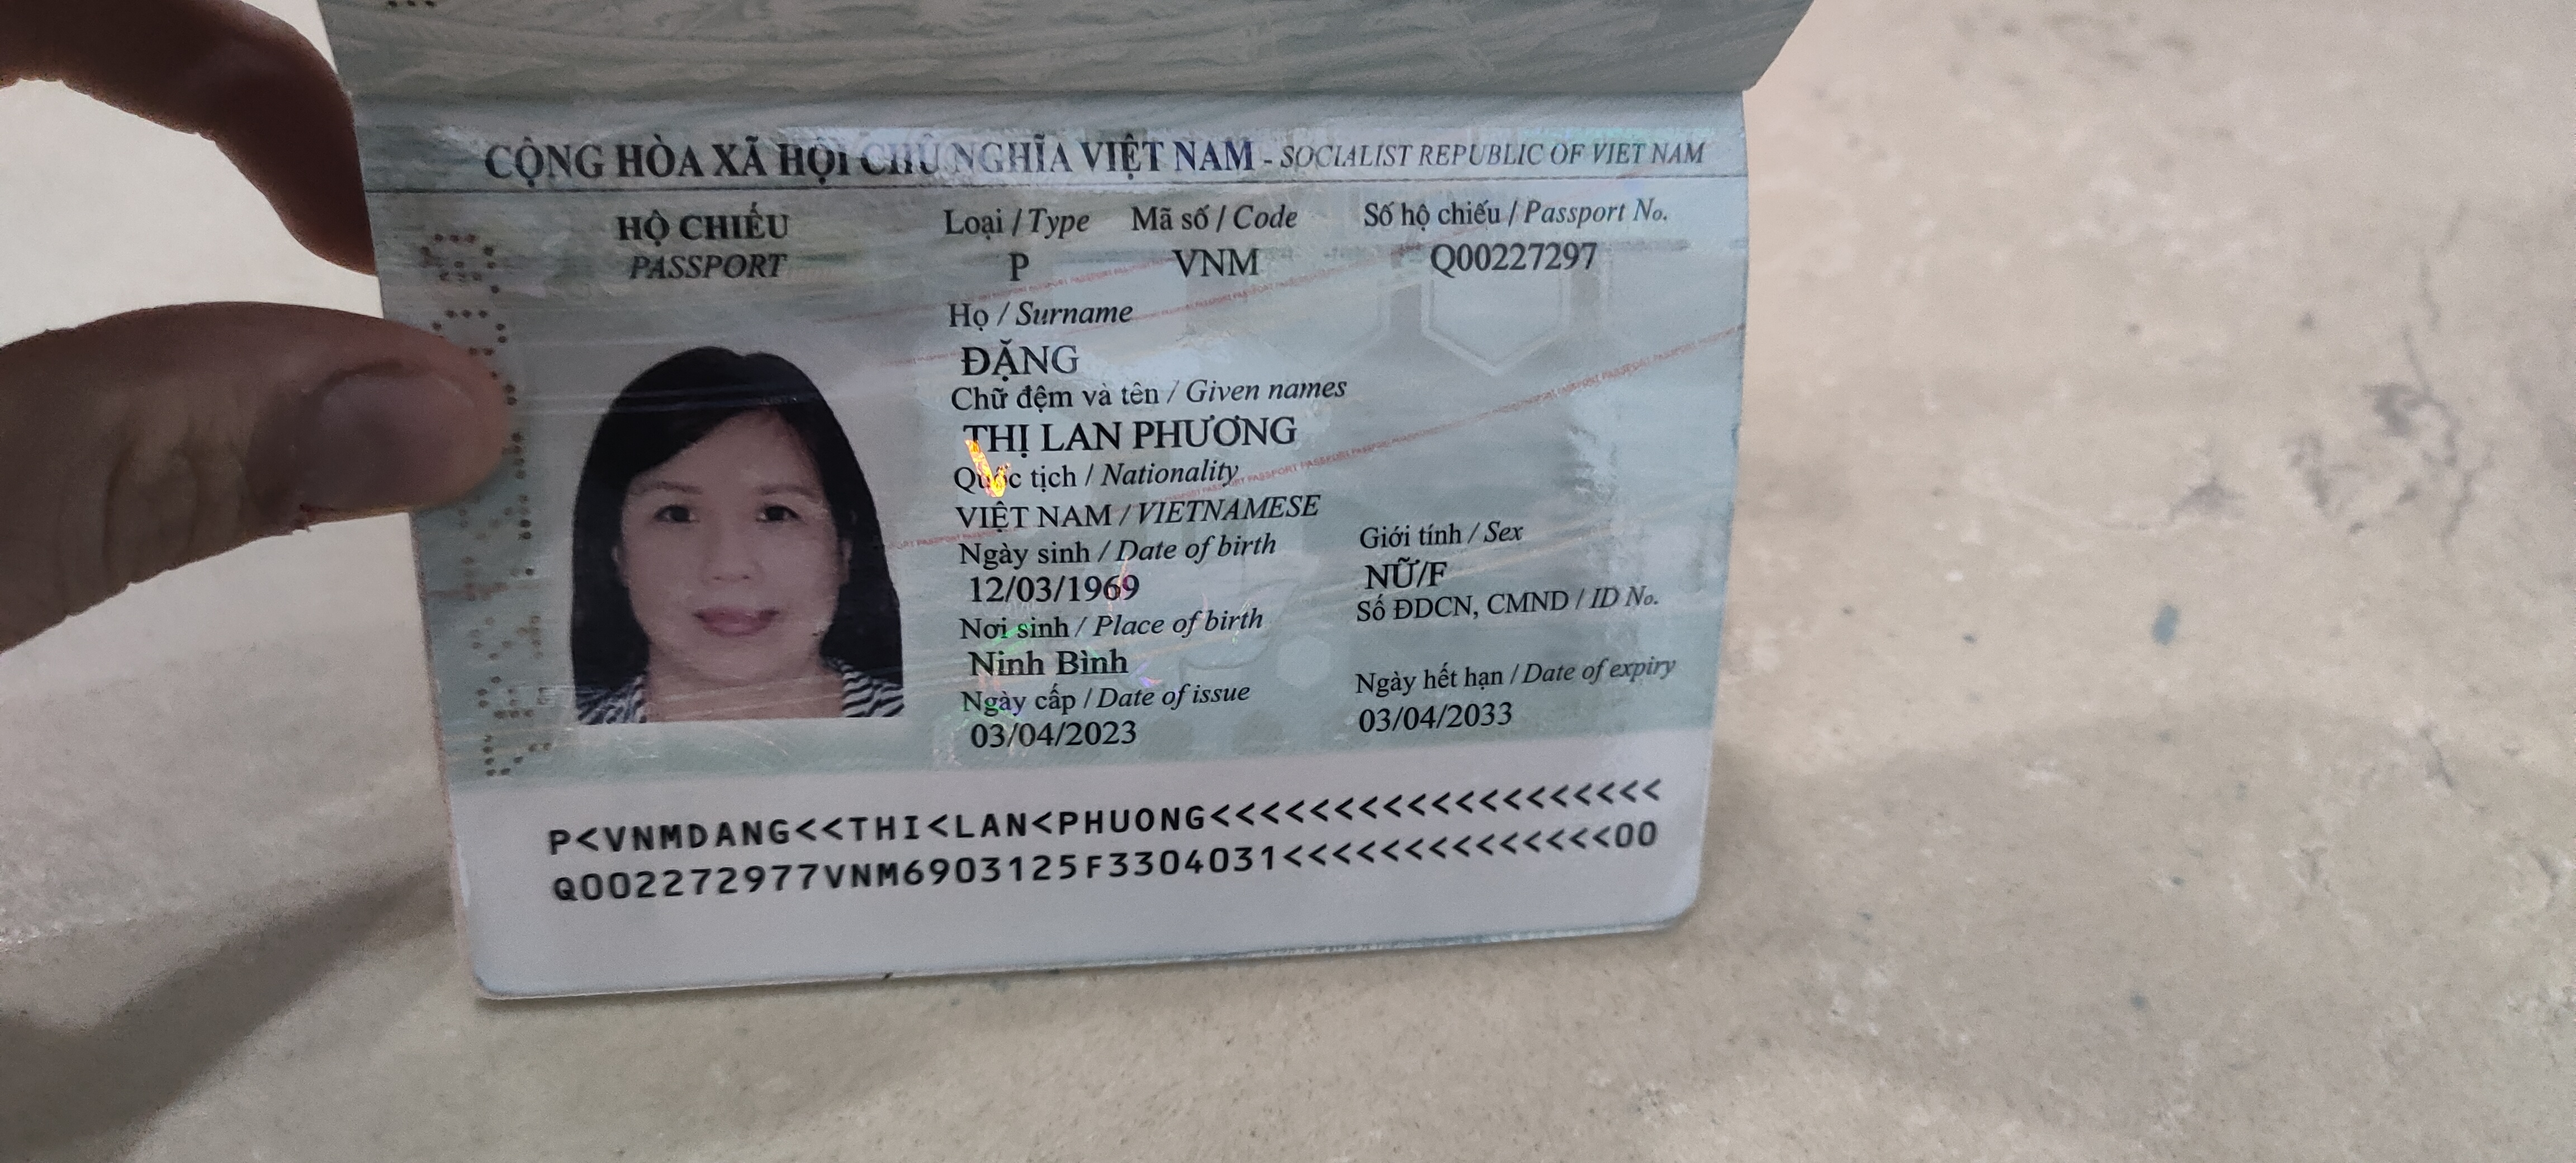 CỘNG HÒA XÃ HỘI CHỦ NGHĨA VIỆT NAM - SOCIALIST REPUBLIC OF VIET NAM
HỘ CHIẾU Loại / Type Mã số / Code Số hộ chiếu / Passport No.
PASSPORT P VNM Q00227297
Họ / Surname
ĐẶNG
Chữ đệm và tên / Given names
THỊ LAN PHƯƠNG
Quốc tịch / Nationality
VIỆT NAM / VIETNAMESE
Ngày sinh / Date of birth Giới tính / Sex
12/03/1969 NỮ/F
Nơi sinh / Place of birth Số ĐDCN, CMND / ID No.
Ninh Bình
Ngày cấp / Date of issue Ngày hết hạn / Date of expiry
03/04/2023 03/04/2033
P<VNMDANG<<THI<LAN<PHUONG<<<<<<<<<<<<<<<<<<<
Q002272977VNM6903125F3304031<<<<<<<<<<<<<<00